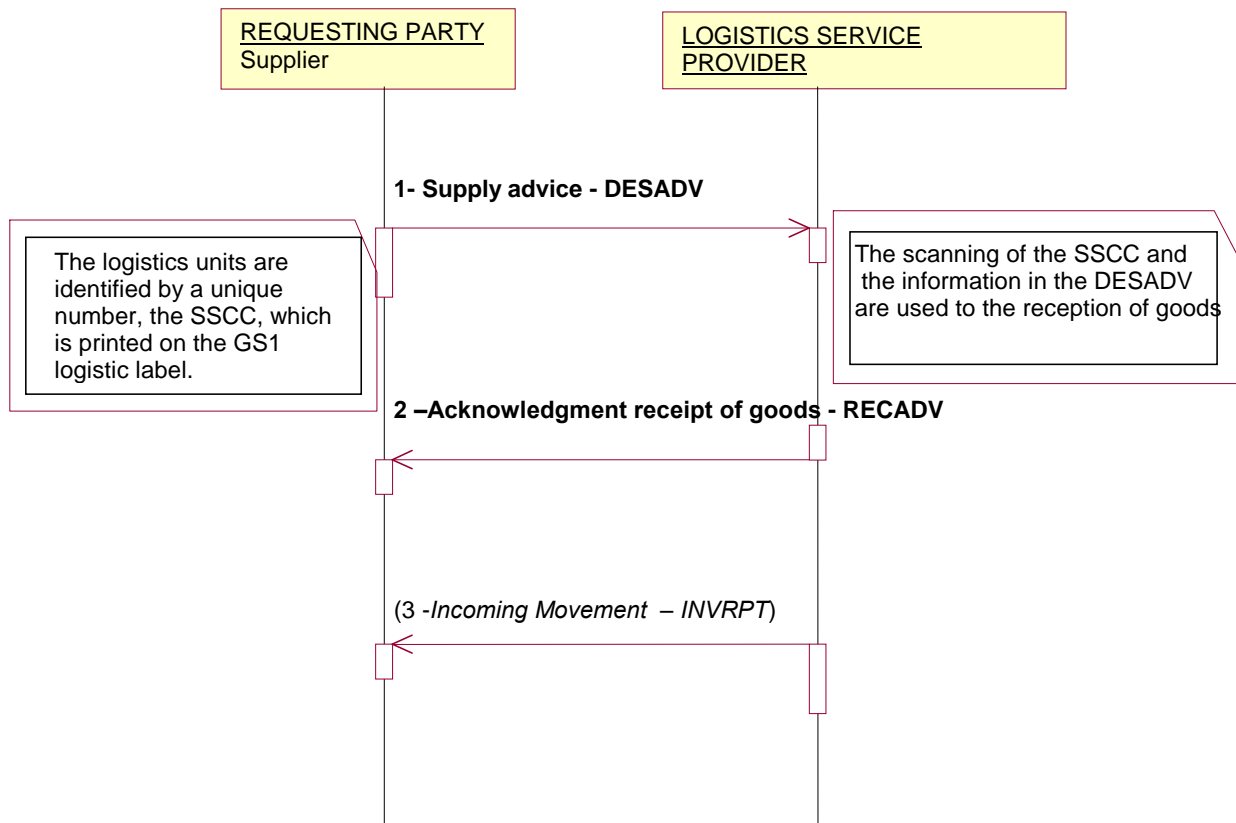 REQUESTING PARTY
Supplier
LOGISTICS SERVICE
PROVIDER
1- Supply advice - DESADV
The logistics units are
identified by a unique
number, the SSCC, which
is printed on the GS1
logistic label.
The scanning of the SSCC and
the information in the DESADV
are used to the reception of goods
2 –Acknowledgment receipt of goods - RECADV
(3 -Incoming Movement – INVRPT)